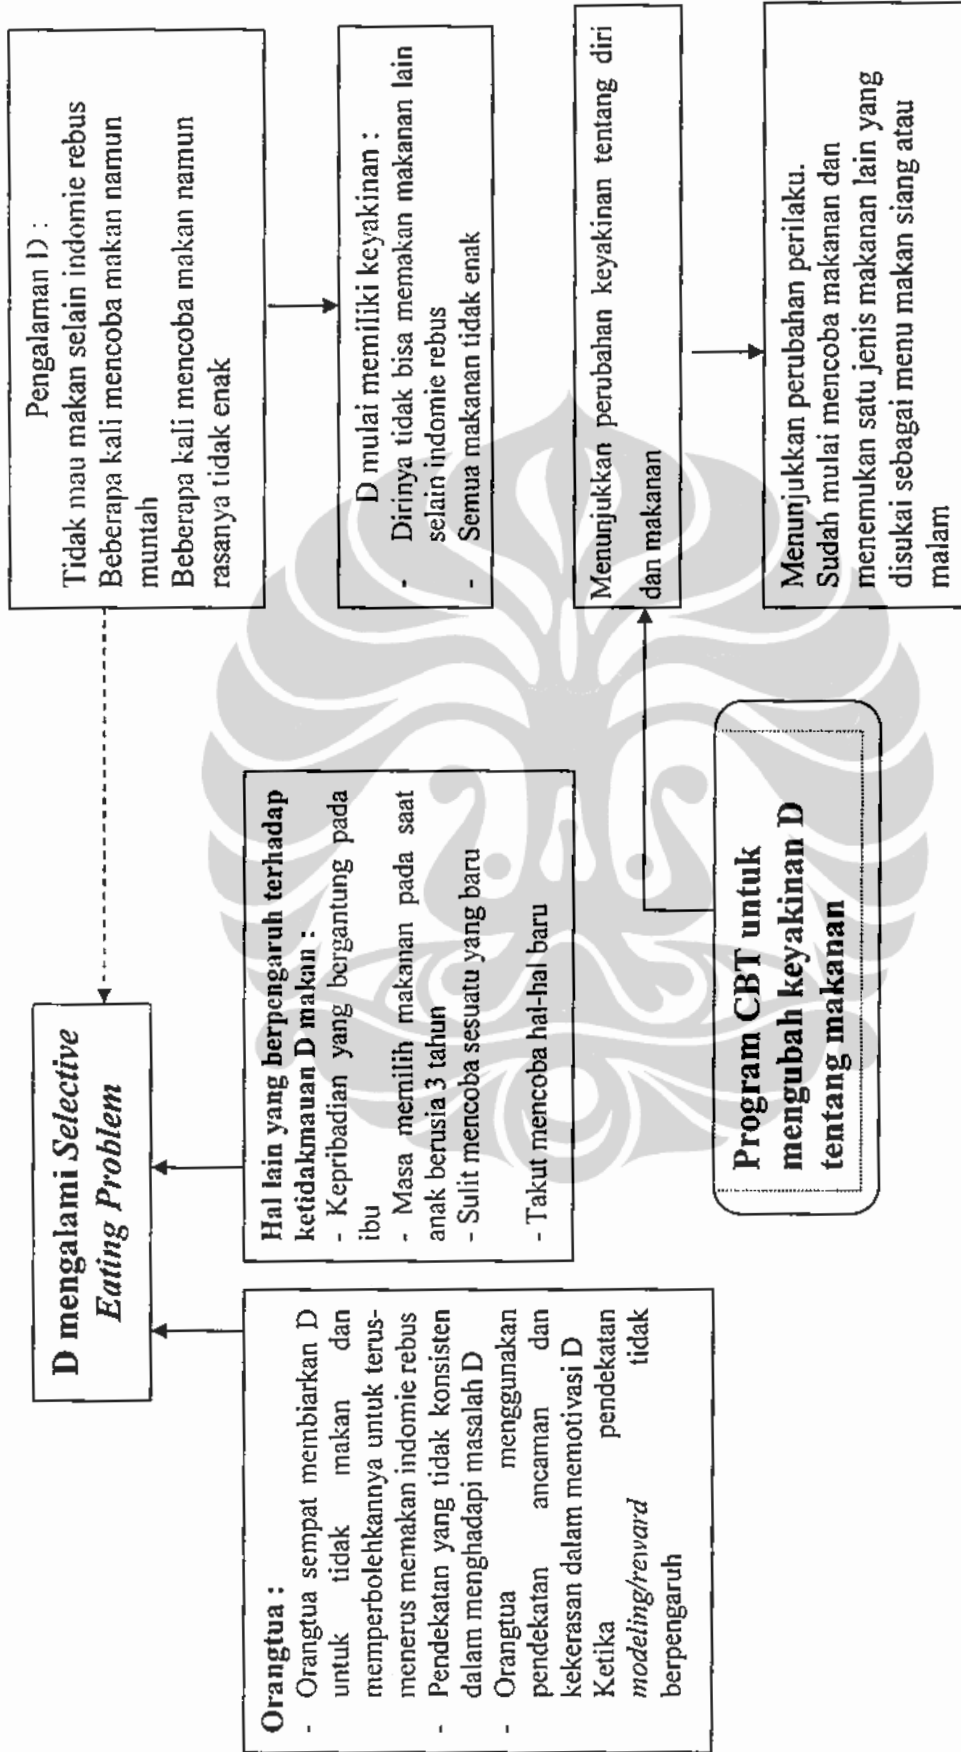 D mengalami Selective
Eating Problem
Orangtua :
- Orangtua sempat membiarkan D
untuk tidak makan dan
memperbolehkannya untuk terus-
menerus memakan indomie rebus
- Pendekatan yang tidak konsisten
dalam menghadapi masalah D
- Orangtua menggunakan
pendekatan ancaman dan
kekerasan dalam memotivasi D
Ketika pendekatan
modeling/reward tidak
berpengaruh
Hal lain yang berpengaruh terhadap
ketidakmauan D makan :
- Kepribadian yang bergantung pada
ibu
- Masa memilih makanan pada saat
anak berusia 3 tahun
- Sulit mencoba sesuatu yang baru
- Takut mencoba hal-hal baru
Pengalaman D :
Tidak mau makan selain indomie rebus
Beberapa kali mencoba makan namun
muntah
Beberapa kali mencoba makan namun
rasanya tidak enak
D mulai memiliki keyakinan :
- Dirinya tidak bisa memakan makanan lain
selain indomie rebus
- Semua makanan tidak enak
Program CBT untuk
mengubah keyakinan D
tentang makanan
Menunjukkan perubahan keyakinan tentang diri
dan makanan
Menunjukkan perubahan perilaku.
Sudah mulai mencoba makanan dan
menemukan satu jenis makanan lain yang
disukai sebagai menu makan siang atau
malam